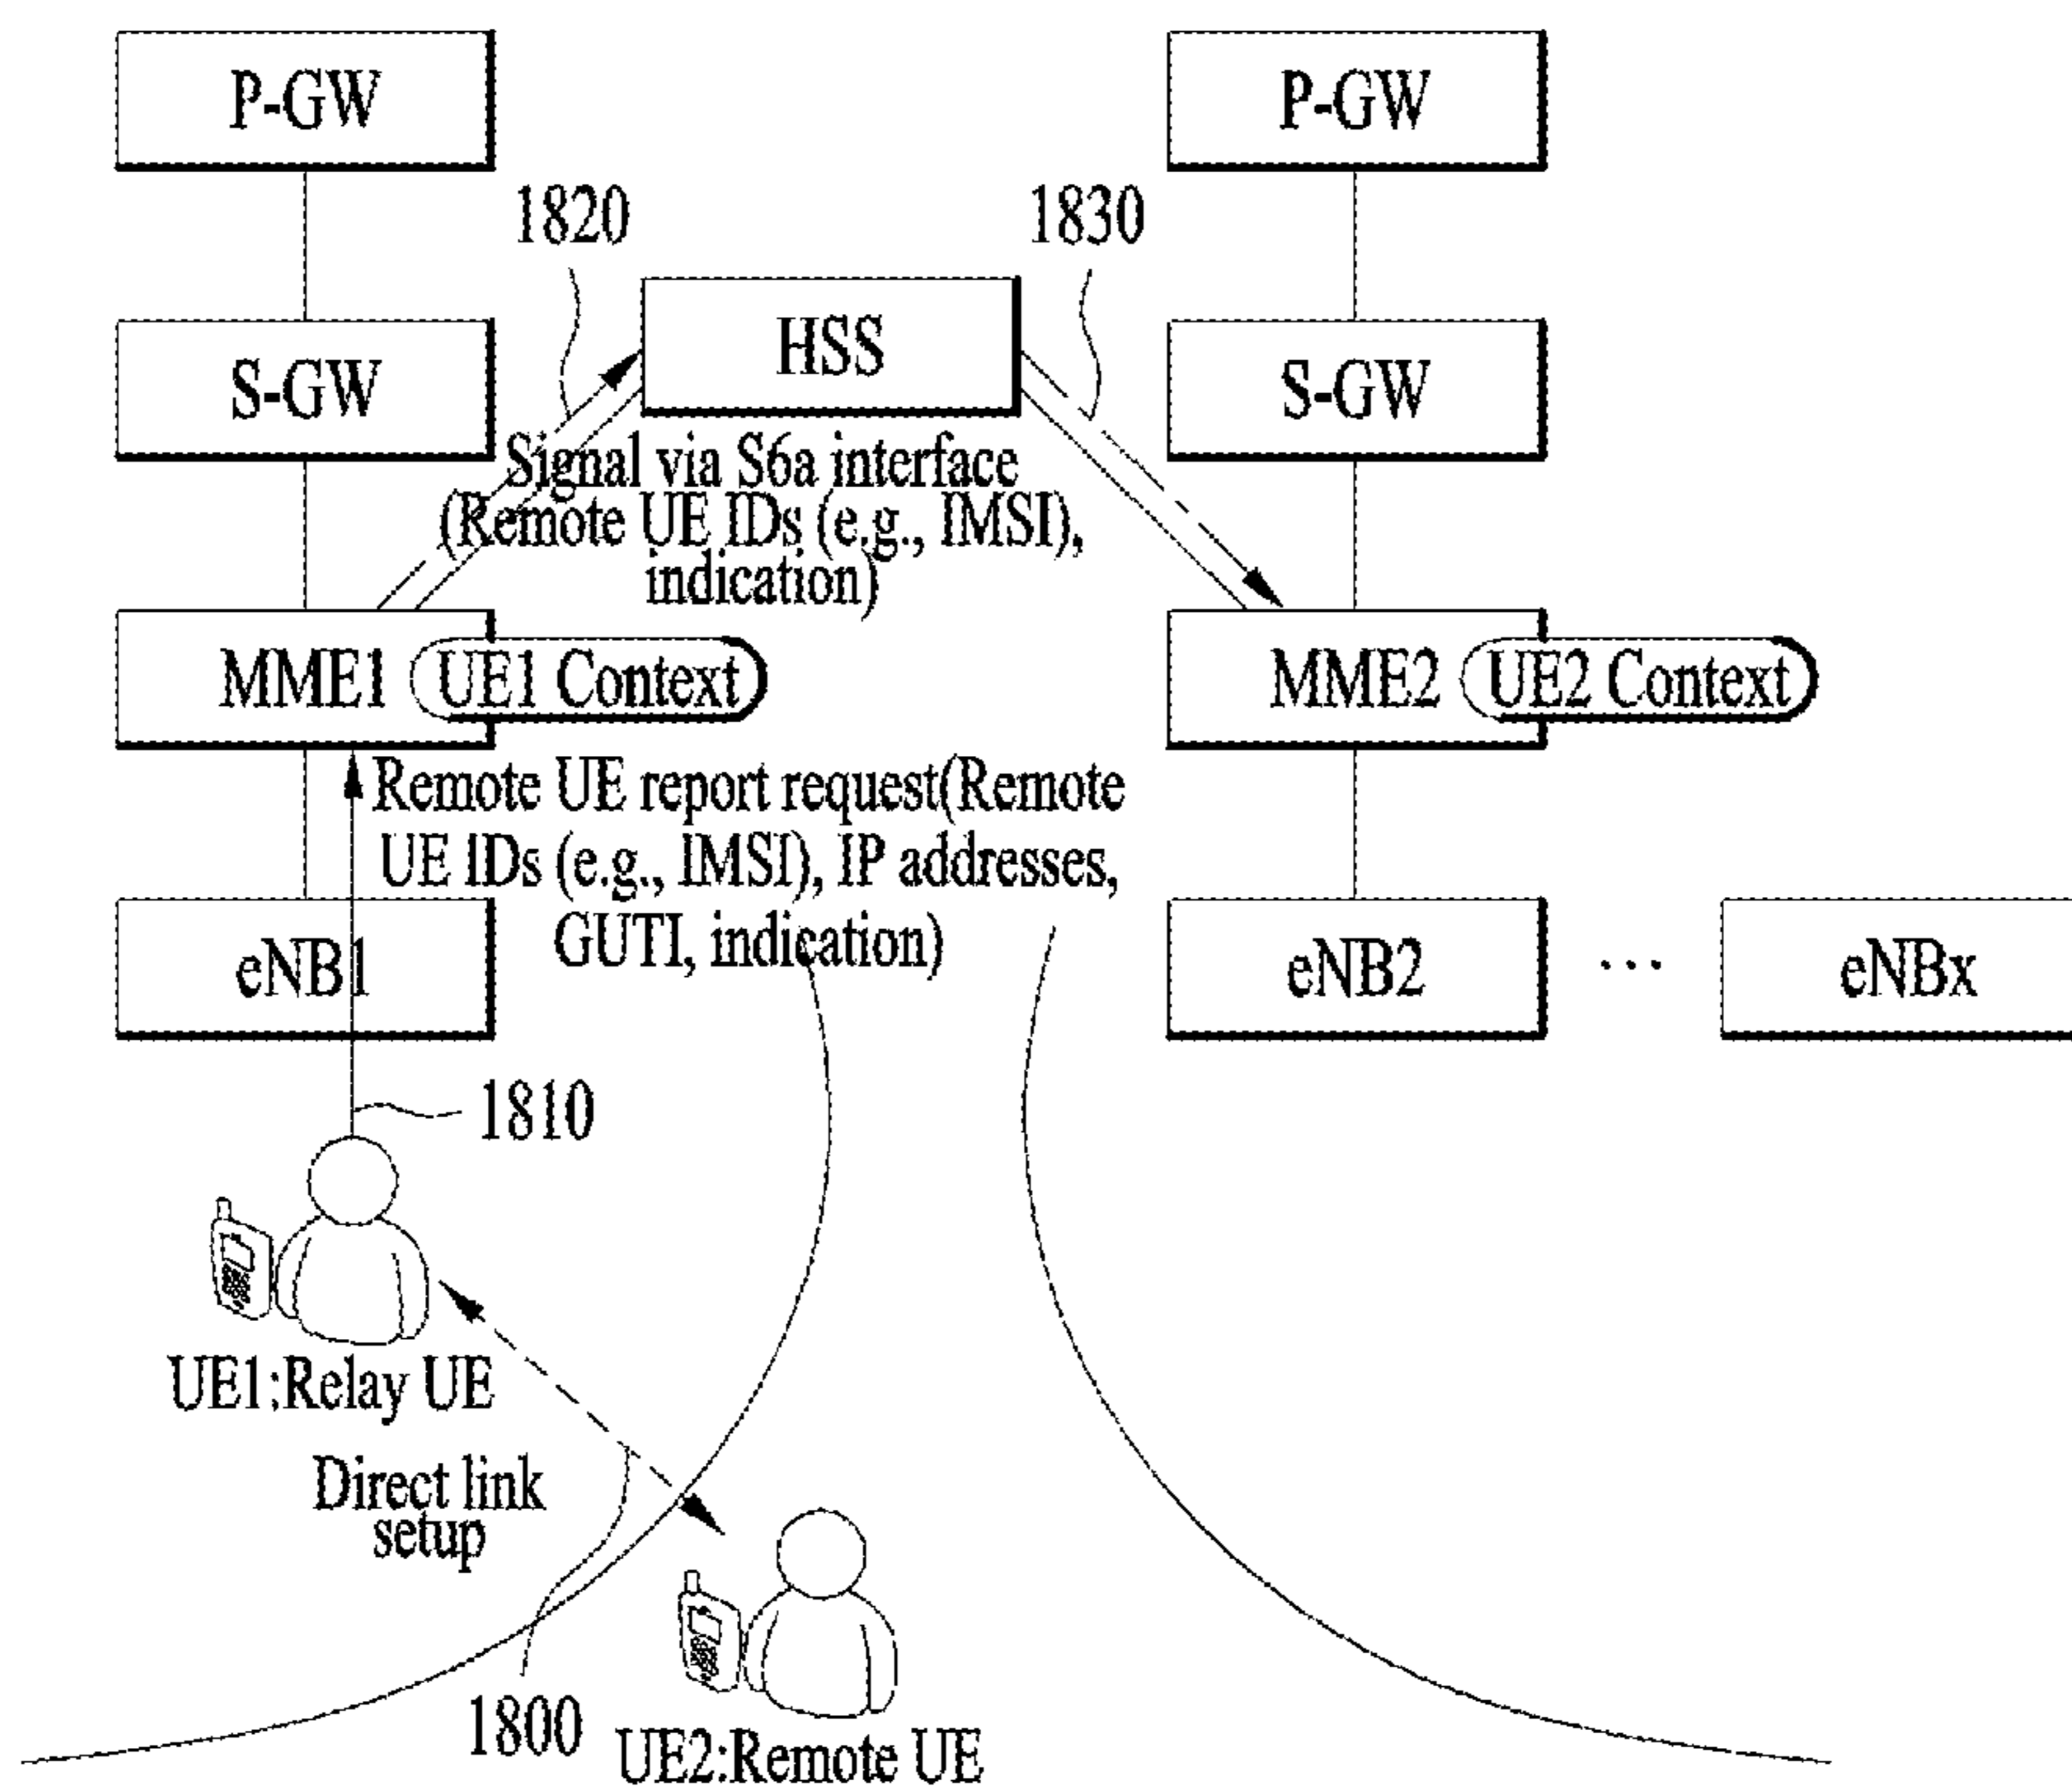 P-GW
P-GW
1820
1830
HSS
S-GW
S-GW
Signal via S6a interface
(Remote UE IDs (e.g., IMSI),
indication)
MME1
UE1 Context
MME2
UE2 Context
Remote UE report request(Remote
UE IDs (e.g., IMSI), IP addresses,
GUTI, indication)
eNB1
eNB2
...
eNBx
1810
UE1:Relay UE
Direct link
setup
1800
UE2:Remote UE